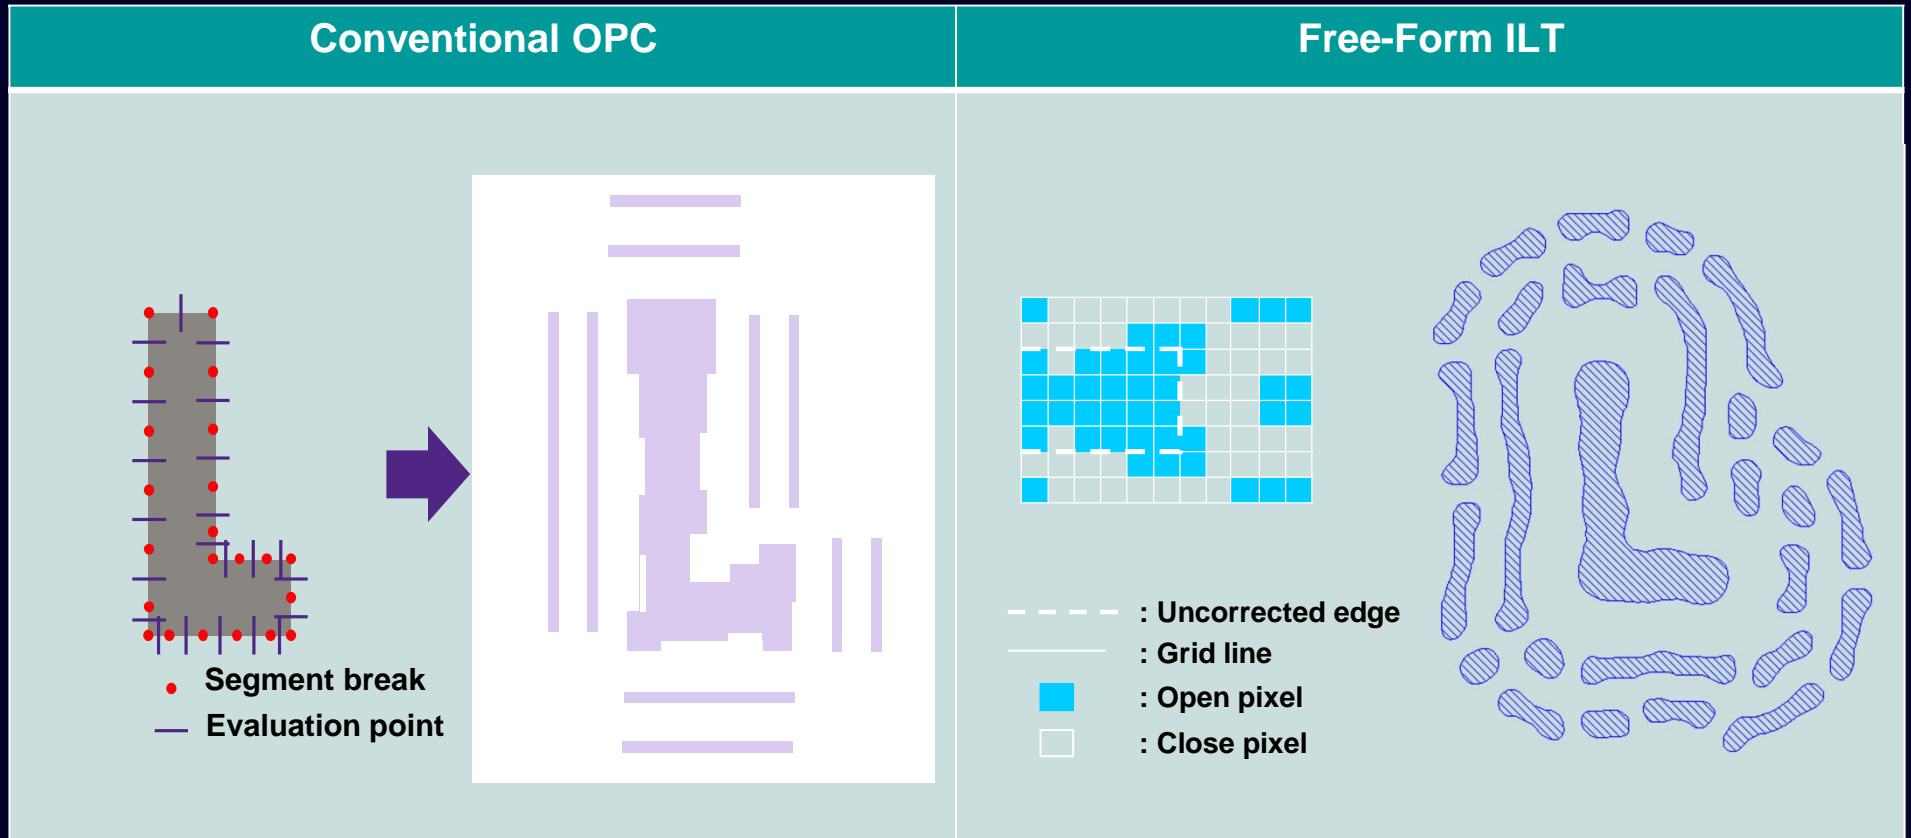 Conventional OPC
Free-Form ILT
Segment break
Evaluation point
: Uncorrected edge
: Grid line
: Open pixel
: Close pixel